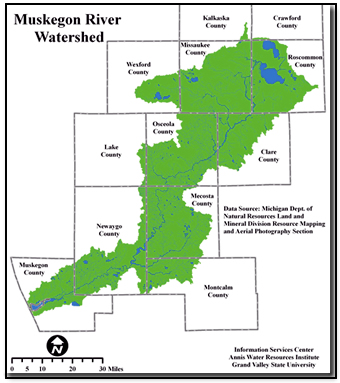 Muskegon River
Watershed
Kalkaska
County
Crawford
County
Missaukee
County
Roscommon
County
Wexford
County
Osceola
County
Lake
County
Clare
County
Mecosta
County
Data Source: Michigan Dept. of
Natural Resources Land and
Mineral Division Resource Mapping
and Aerial Photography Section
Newaygo
County
Muskegon
County
Montcalm
County
N
0 5 10 20 30 Miles
Information Services Center
Annis Water Resources Institute
Grand Valley State University